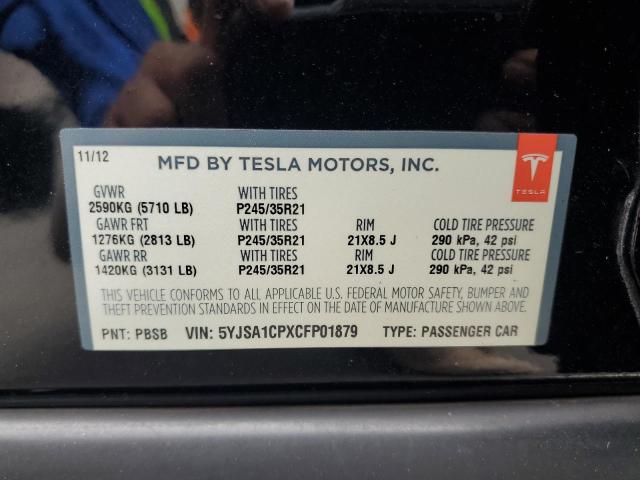 11/12
MFD BY TESLA MOTORS, INC.
TESLA
GVWR WITH TIRES
2590KG (5710 LB) P245/35R21
GAWR FRT WITH TIRES RIM COLD TIRE PRESSURE
1276KG (2813 LB) P245/35R21 21X8.5 J 290 kPa, 42 psi
GAWR RR WITH TIRES RIM COLD TIRE PRESSURE
1420KG (3131 LB) P245/35R21 21X8.5 J 290 kPa, 42 psi
THIS VEHICLE CONFORMS TO ALL APPLICABLE U.S. FEDERAL MOTOR SAFETY, BUMPER AND
THEFT PREVENTION STANDARDS IN EFFECT ON THE DATE OF MANUFACTURE SHOWN ABOVE.
PNT: PBSB VIN: 5YJSA1CPXCFP01879 TYPE: PASSENGER CAR